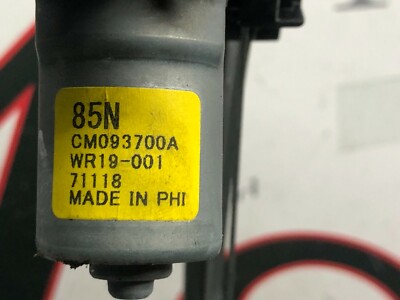 85N
CM093700A
WR19-001
71118
MADE IN PHI